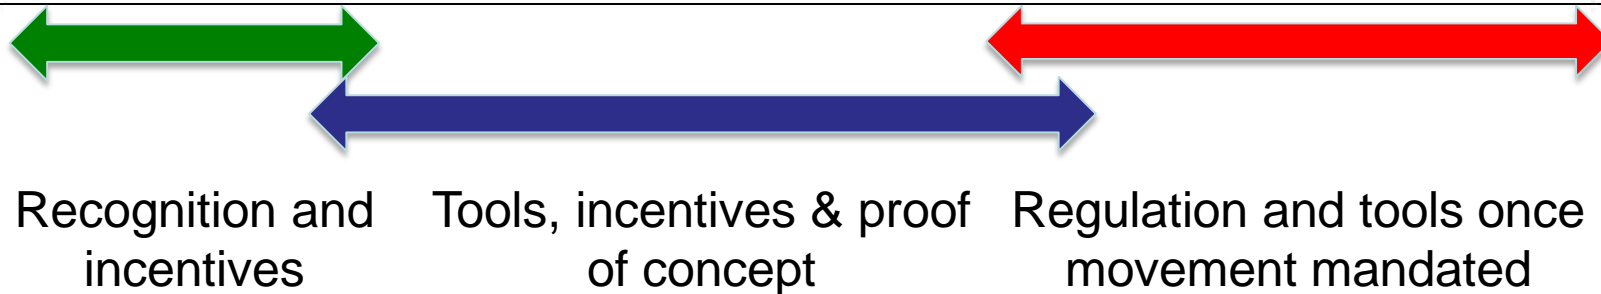 Recognition and
incentives
Tools, incentives & proof
of concept
Regulation and tools once
movement mandated